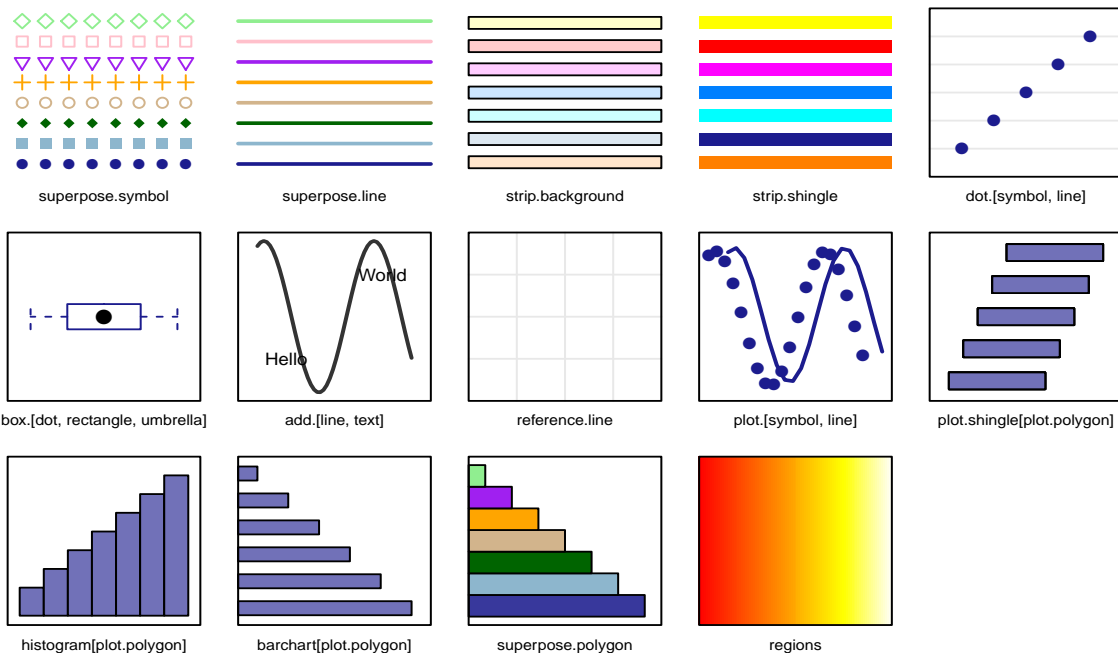 superpose.symbol
superpose.line
strip.background
strip.shingle
dot.[symbol, line]
World
Hello
box.[dot, rectangle, umbrella]
add.[line, text]
reference.line
plot.[symbol, line]
plot.shingle[plot.polygon]
histogram[plot.polygon]
barchart[plot.polygon]
superpose.polygon
regions